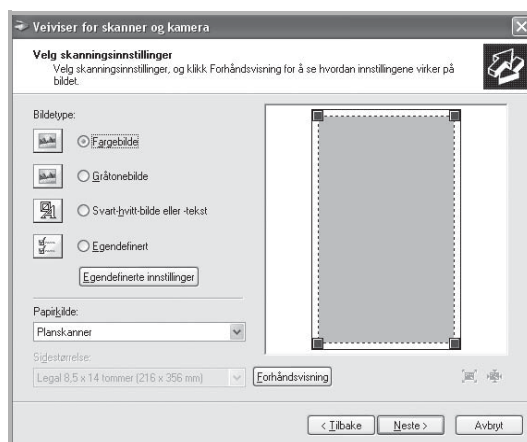 Veiviser for skanner og kamera
Velg skanningsinnstillinger
Velg skanningsinnstillinger, og klikk Forhåndsvisning for å se hvordan innstillingene virker på
bildet.
Bildetype:
Fargebilde
Gråtonebilde
Svart-hvitt-bilde eller -tekst
Egendefinert
Egendefinerte innstillinger
Papirkilde:
Planskanner
Sidestørrelse:
Legal 8,5 x 14 tommer (216 x 356 mm)
Forhåndsvisning
< Tilbake
Neste >
Avbryt